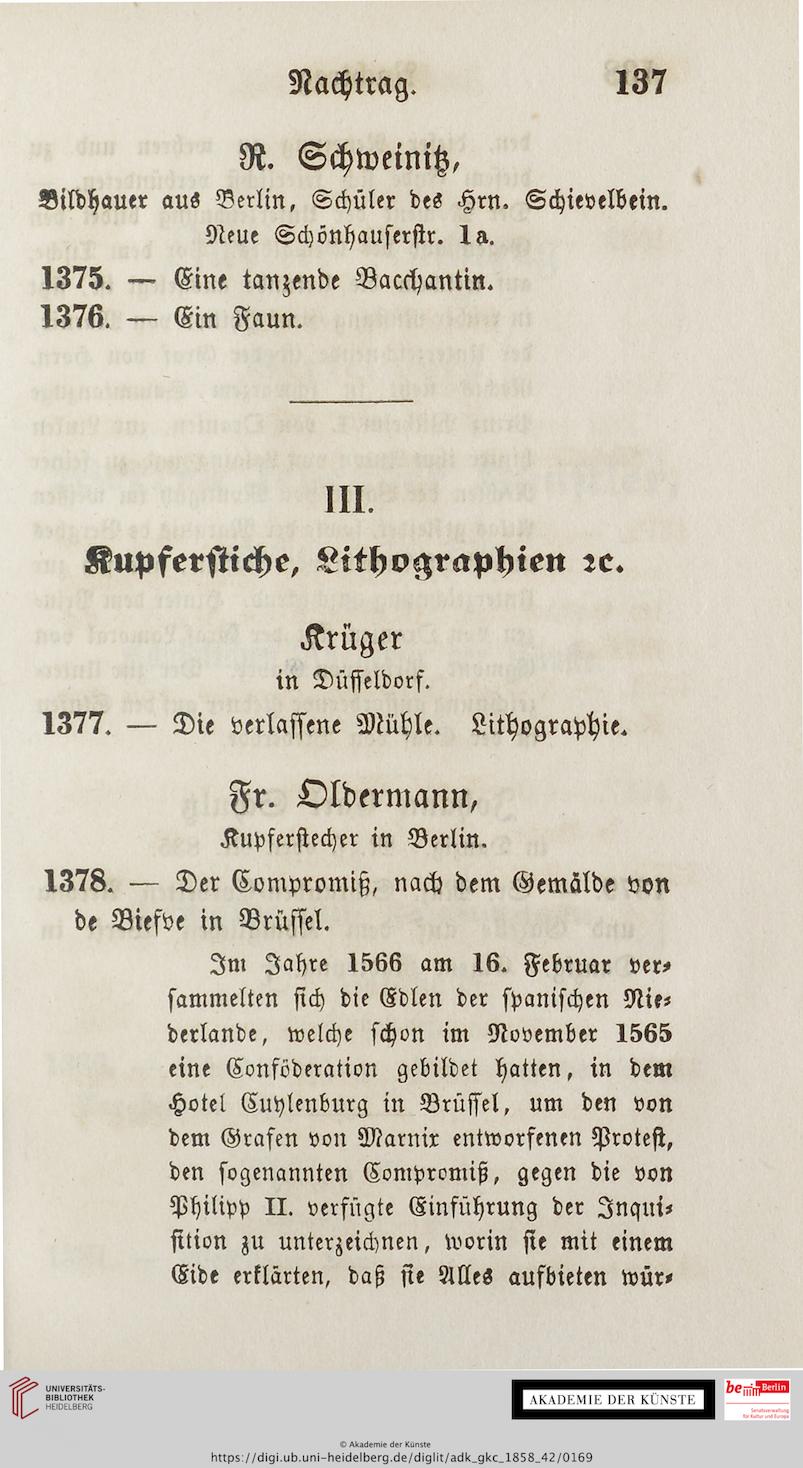 Nachtrag. 137
R. Schweinitz,
Bildhauer aus Berlin, Schüler des Hrn. Schievelbein.
Neue Schönhauserstr. 1a.
1375. — Eine tanzende Bacchantin.
1376. — Ein Faun.
III.
Kupferstiche, Lithographien ꝛc.
Krüger
in Düsseldorf.
1377. — Die verlassene Mühle. Lithographie.
Fr. Oldermann,
Kupferstecher in Berlin.
1378. — Der Compromiß, nach dem Gemälde von
de Biefve in Brüssel.
Im Jahre 1566 am 16. Februar ver⸗
sammelten sich die Edlen der spanischen Nie⸗
derlande, welche schon im November 1565
eine Conföderation gebildet hatten, in dem
Hotel Cuylenburg in Brüssel, um den von
dem Grafen von Marnix entworfenen Protest,
den sogenannten Compromiß, gegen die von
Philipp II. verfügte Einführung der Inqui⸗
sition zu unterzeichnen, worin sie mit einem
Eide erklärten, daß sie Alles aufbieten wür⸗
UNIVERSITÄTS-
BIBLIOTHEK
HEIDELBERG
AKADEMIE DER KÜNSTE
be Berlin
Senatsverwaltung
für Kultur und Europa
© Akademie der Künste
https://digi.ub.uni-heidelberg.de/diglit/adk_gkc_1858_42/0169